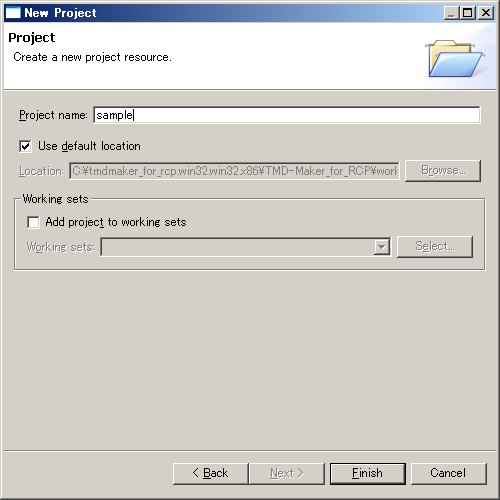 New Project
Project
Create a new project resource.
Project name: sample
Use default location
Location: C:¥tmdmaker_for_rcp.win32.win32.x86¥TMD-Maker_for_RCP¥work
Browse...
Working sets
Add project to working sets
Working sets:
Select...
< Back
Next >
Finish
Cancel